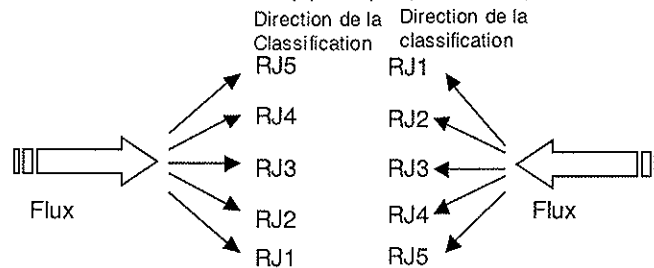 Direction de la
Classification
Direction de la
classification
RJ5
RJ1
RJ4
RJ2
RJ3
RJ3
RJ2
RJ4
RJ1
RJ5
Flux
Flux